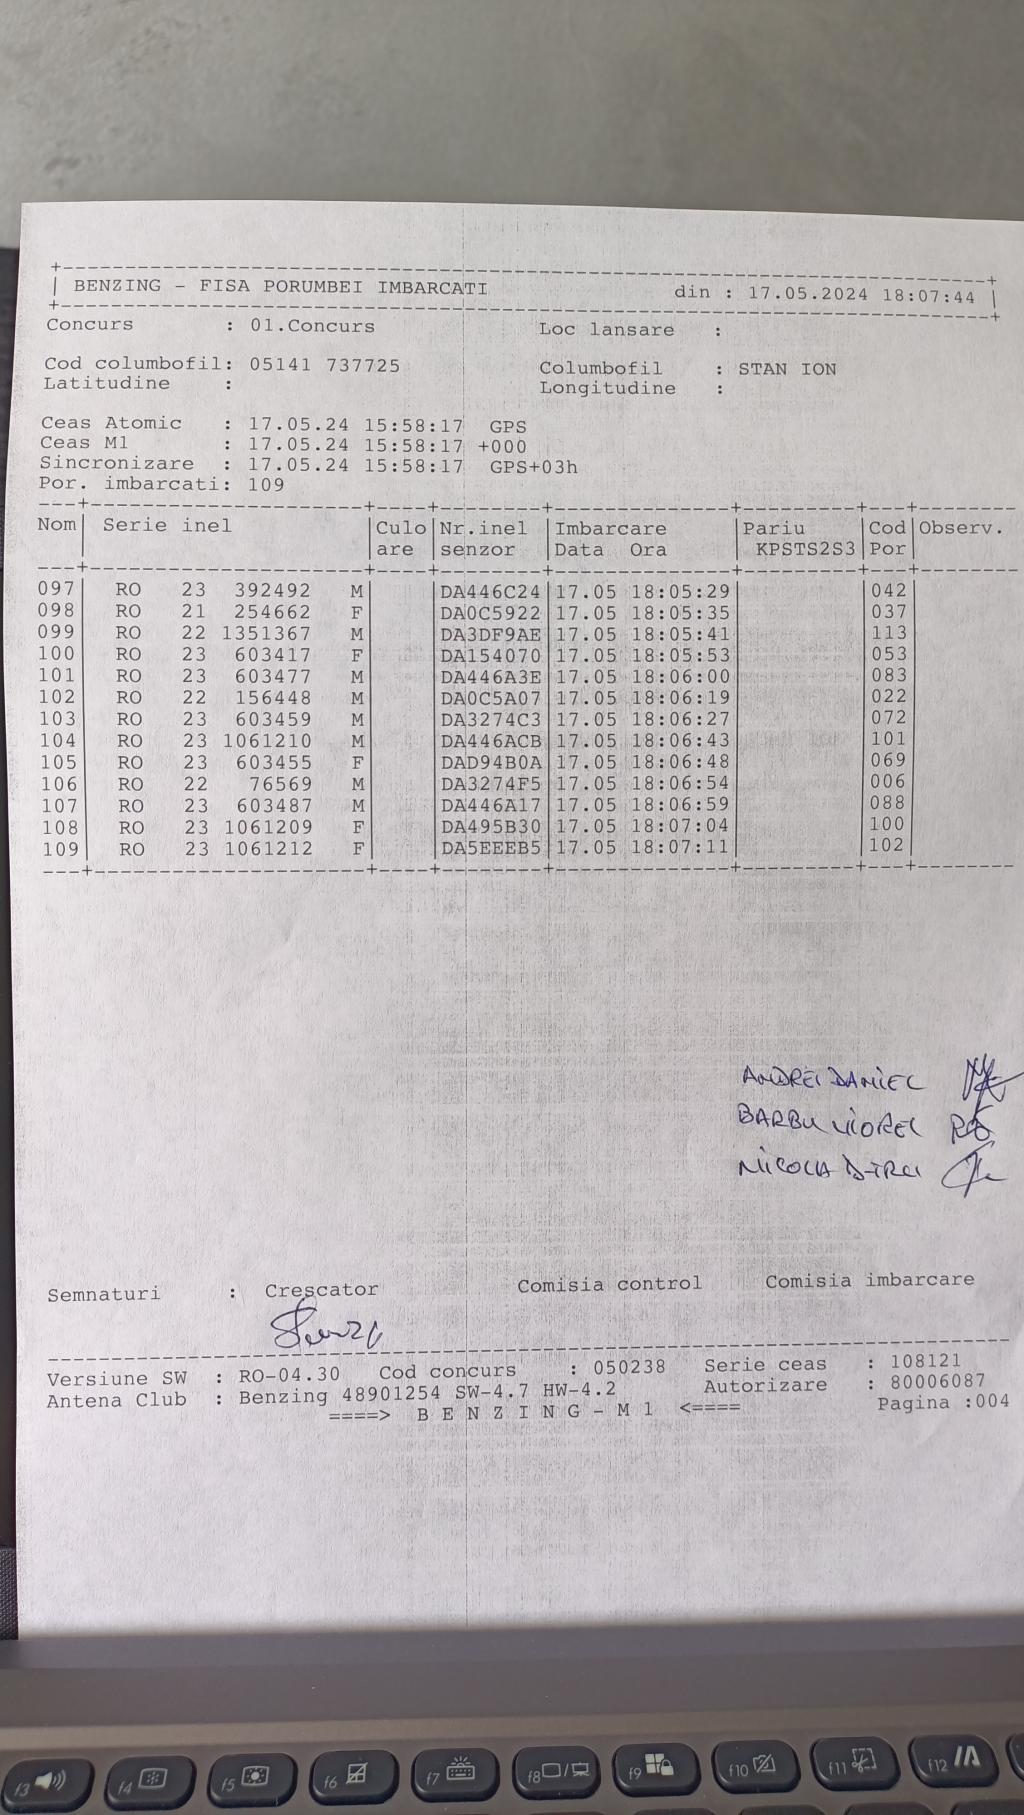 BENZING - FISA PORUMBEI IMBARCATI din : 17.05.2024 18:07:44
Concurs : 01.Concurs Loc lansare :
Cod columbofil: 05141 737725 Columbofil : STAN ION
Latitudine : Longitudine :
Ceas Atomic : 17.05.24 15:58:17 GPS
Ceas M1 : 17.05.24 15:58:17 +000
Sincronizare : 17.05.24 15:58:17 GPS+03h
Por. imbarcati: 109
Nom| Serie inel |Culo|Nr.inel |Imbarcare |Pariu |Cod|Observ.
| |are |senzor |Data Ora | KPSTS2S3|Por|
097| RO 23 392492 M| |DA446C24|17.05 18:05:29| |042|
098| RO 21 254662 F| |DA0C5922|17.05 18:05:35| |037|
099| RO 22 1351367 M| |DA3DF9AE|17.05 18:05:41| |113|
100| RO 23 603417 F| |DA154070|17.05 18:05:53| |053|
101| RO 23 603477 M| |DA446A3E|17.05 18:06:00| |083|
102| RO 22 156448 M| |DA0C5A07|17.05 18:06:19| |022|
103| RO 23 603459 M| |DA3274C3|17.05 18:06:27| |072|
104| RO 23 1061210 M| |DA446ACB|17.05 18:06:43| |101|
105| RO 23 603455 F| |DAD94B0A|17.05 18:06:48| |069|
106| RO 22 76569 M| |DA3274F5|17.05 18:06:54| |006|
107| RO 23 603487 M| |DA446A17|17.05 18:06:59| |088|
108| RO 23 1061209 F| |DA495B30|17.05 18:07:04| |100|
109| RO 23 1061212 F| |DA5EEEB5|17.05 18:07:11| |102|
ANDREI DANIEL
BARBU VIOREL
Semnaturi : Crescator Comisia control Comisia imbarcare
Versiune SW : RO-04.30 Cod concurs : 050238 Serie ceas : 108121
Antena Club : Benzing 48901254 SW-4.7 HW-4.2 Autorizare : 80006087
====> B E N Z I N G - M 1 <==== Pagina :004
f3 f4 f5 f6 f7 f8 f9 f10 f11 f12